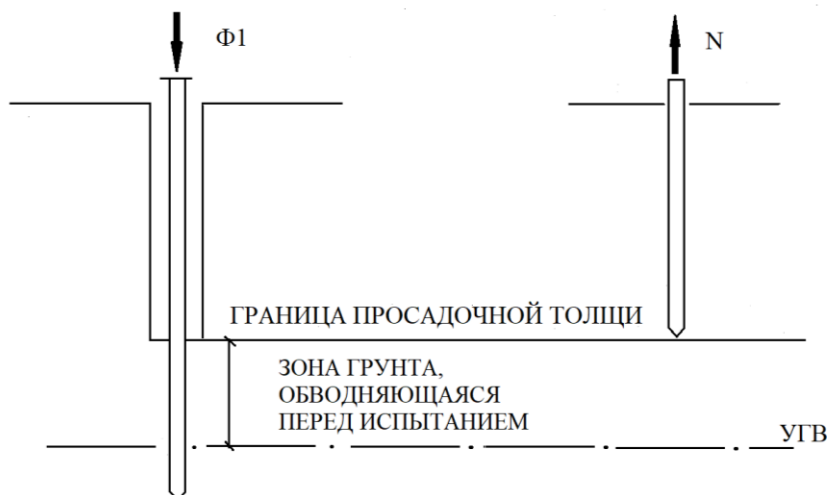 Ф1
N
ГРАНИЦА ПРОСАДОЧНОЙ ТОЛЩИ
ЗОНА ГРУНТА,
ОБВОДНЯЮЩАЯСЯ
ПЕРЕД ИСПЫТАНИЕМ
УГВ